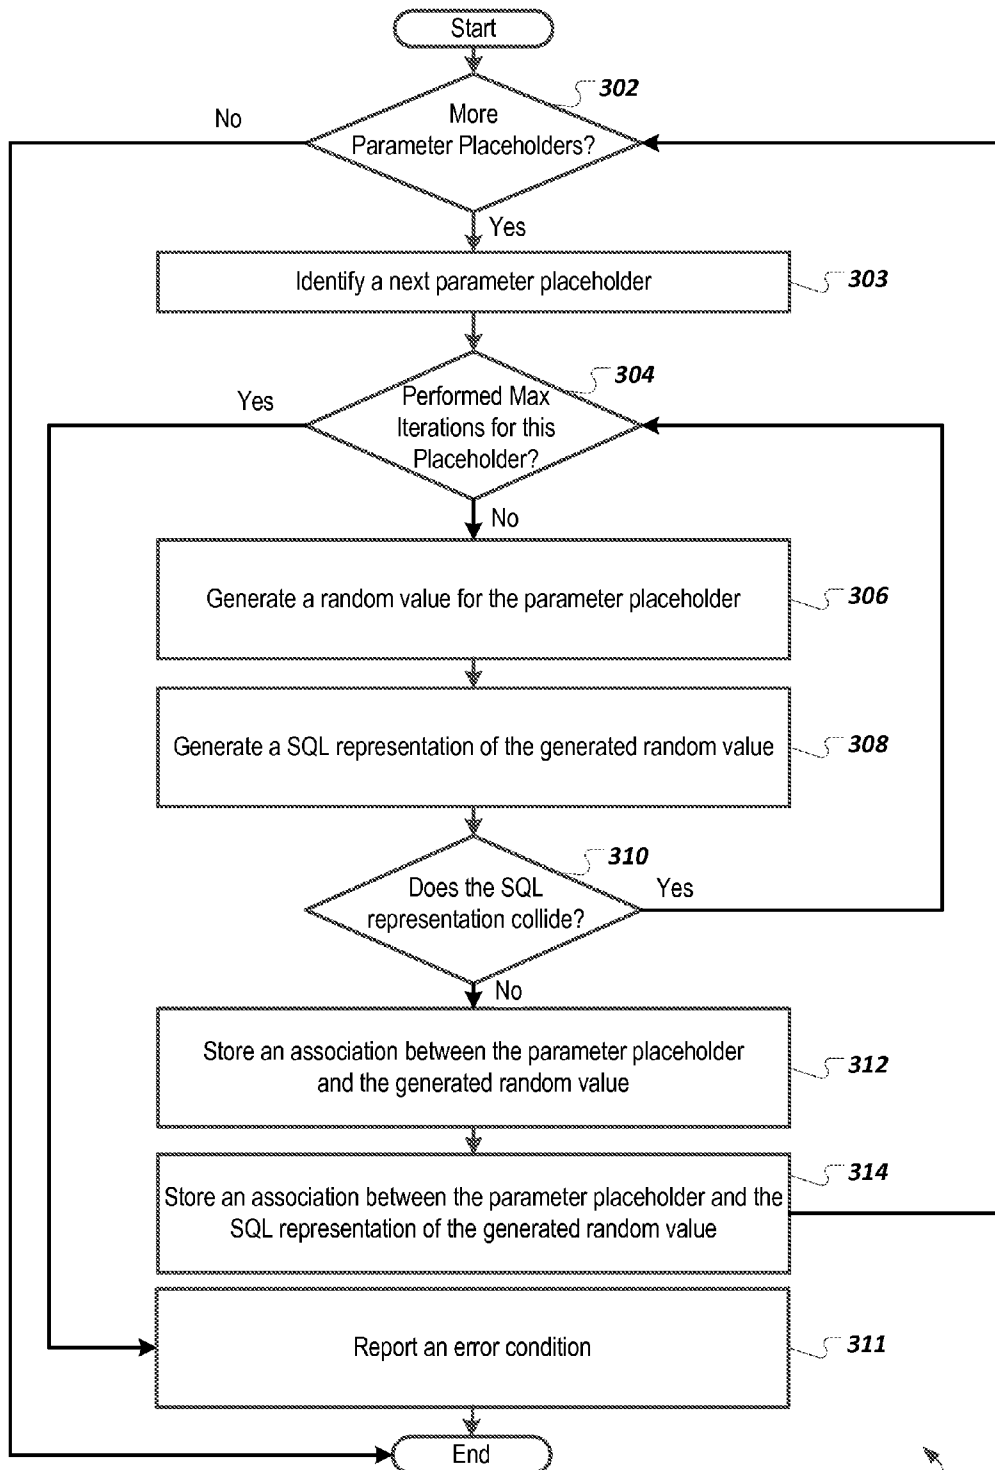 Start
302
More
Parameter Placeholders?
No
Yes
Identify a next parameter placeholder
303
304
Performed Max
Iterations for this
Placeholder?
Yes
No
Generate a random value for the parameter placeholder
306
Generate a SQL representation of the generated random value
308
310
Does the SQL
representation collide?
Yes
No
Store an association between the parameter placeholder
and the generated random value
312
Store an association between the parameter placeholder and the
SQL representation of the generated random value
314
Report an error condition
311
End